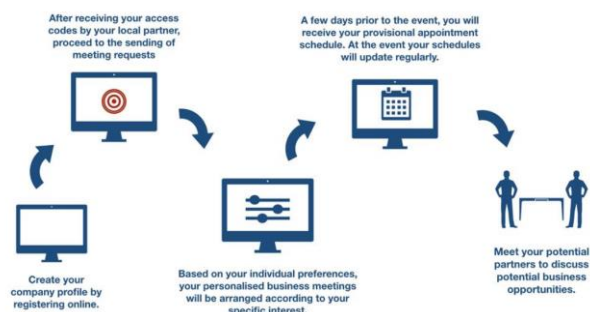 After receiving your access
codes by your local partner,
proceed to the sending of
meeting requests
A few days prior to the event, you will
receive your provisional appointment
schedule. At the event your schedules
will update regularly.
Create your
company profile by
registering online.
Based on your individual preferences,
your personalised business meetings
will be arranged according to your
specific interest.
Meet your potential
partners to discuss
potential business
opportunities.